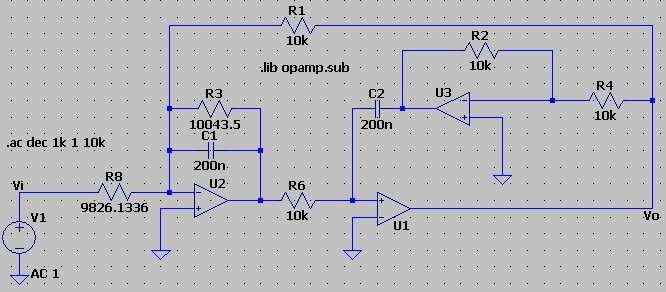 R1
10k
R2
10k
.lib opamp.sub
R3
10043.5
C1
200n
C2
200n
U3
R4
10k
.ac dec 1k 1 10k
R8
9826.1336
Vi
U2
R6
10k
U1
Vo
V1
AC 1